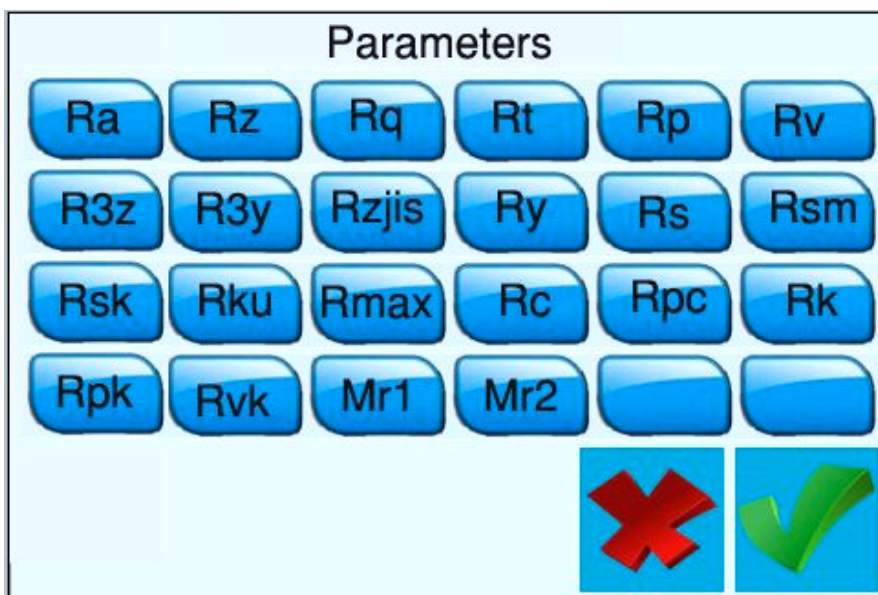 Parameters
Ra Rz Rq Rt Rp Rv
R3z R3y Rzjis Ry Rs Rsm
Rsk Rku Rmax Rc Rpc Rk
Rpk Rvk Mr1 Mr2